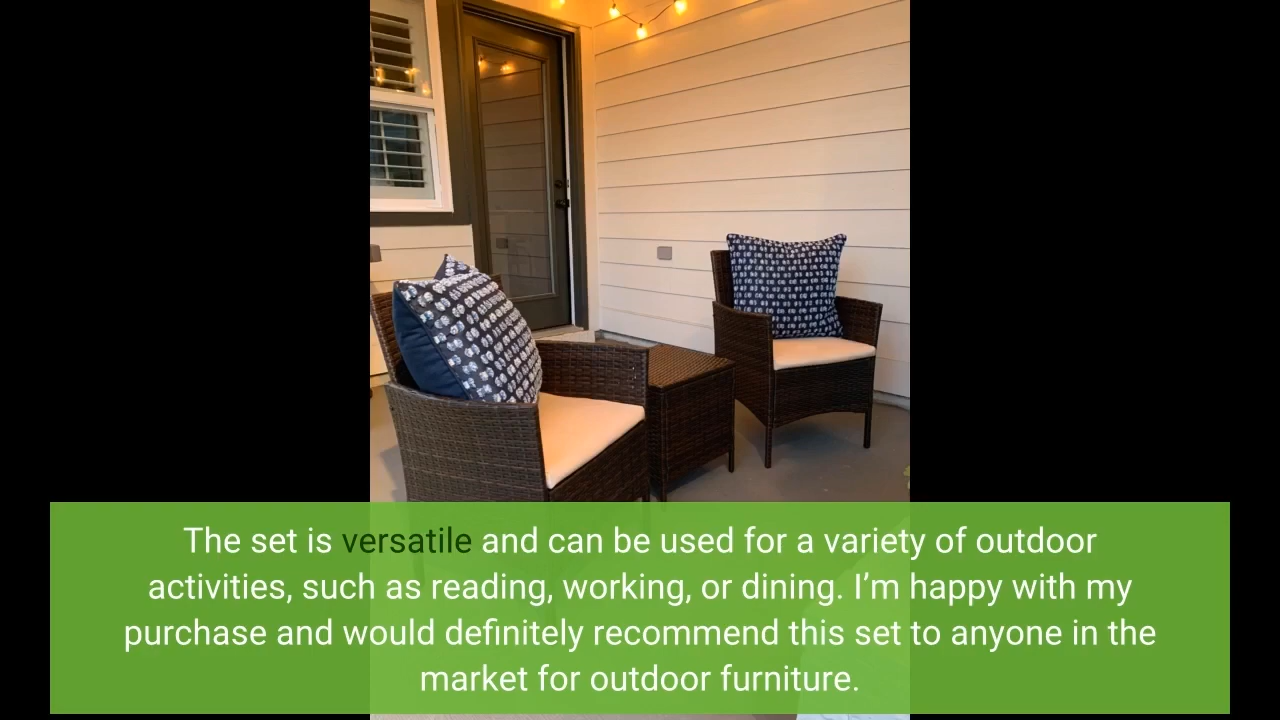 The set is versatile and can be used for a variety of outdoor
activities, such as reading, working, or dining. I’m happy with my
purchase and would definitely recommend this set to anyone in the
market for outdoor furniture.